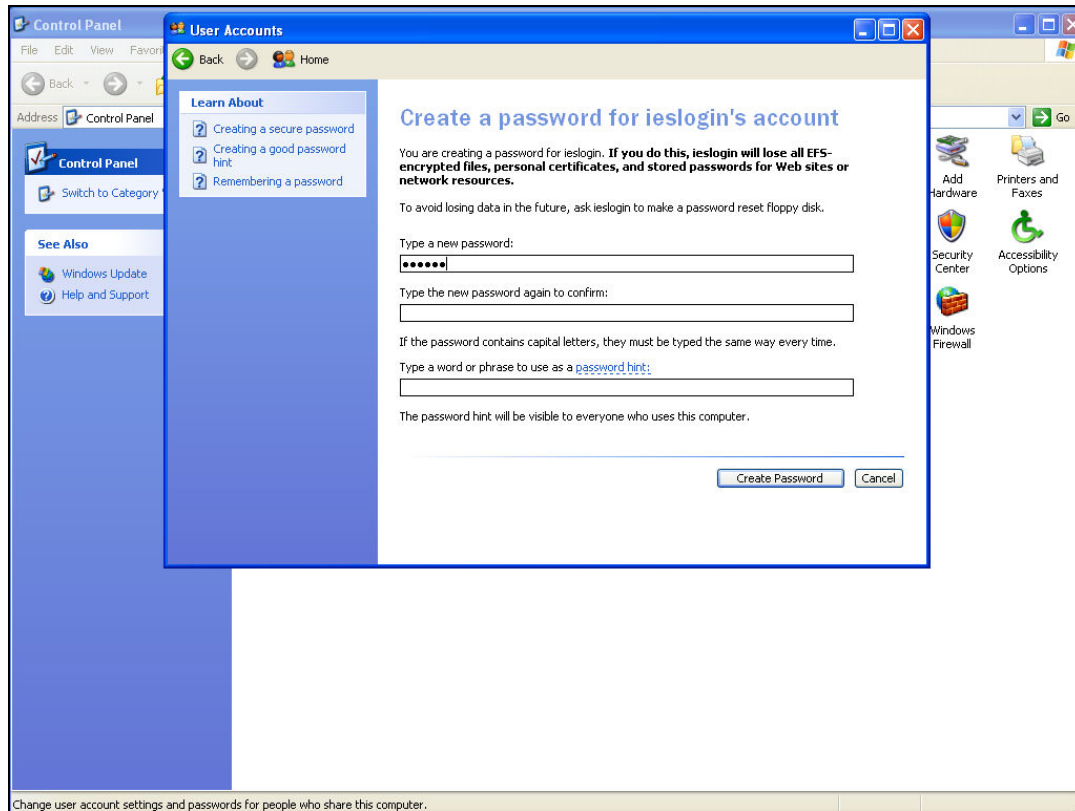 Control Panel
File Edit View
Back
Address Control Panel
Go
Control Panel
Switch to Category
See Also
Windows Update
Help and Support
User Accounts
Back Home
Learn About
Creating a secure password
Creating a good password
hint
Remembering a password
Create a password for ieslogin's account
You are creating a password for ieslogin. If you do this, ieslogin will lose all EFS-
encrypted files, personal certificates, and stored passwords for Web sites or
network resources.
To avoid losing data in the future, ask ieslogin to make a password reset floppy disk.
Type a new password:
••••••
Type the new password again to confirm:
If the password contains capital letters, they must be typed the same way every time.
Type a word or phrase to use as a password hint:
The password hint will be visible to everyone who uses this computer.
Create Password Cancel
Add
Hardware
Printers and
Faxes
Security
Center
Accessibility
Options
Windows
Firewall
Change user account settings and passwords for people who share this computer.